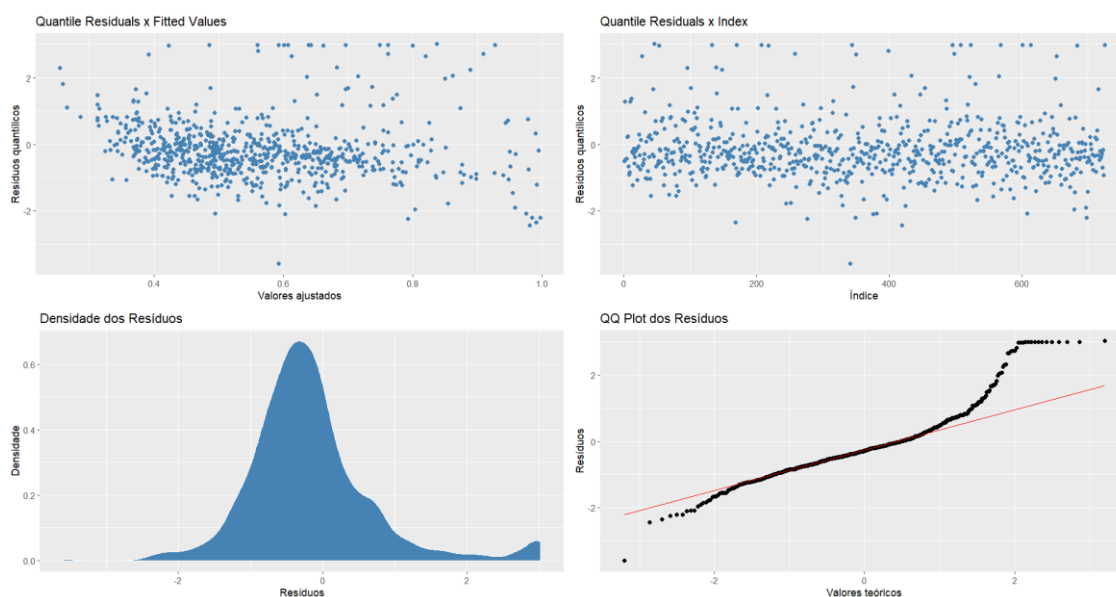 Quantile Residuals x Fitted Values
Resíduos quantílicos
2
0
-2
0.4
0.6
0.8
1.0
Valores ajustados
Quantile Residuals x Index
Resíduos quantílicos
2
0
-2
0
200
400
600
Índice
Densidade dos Resíduos
Densidade
0.6
0.4
0.2
0.0
-2
0
2
Resíduos
QQ Plot dos Resíduos
Resíduos
2
0
-2
-2
0
2
Valores teóricos